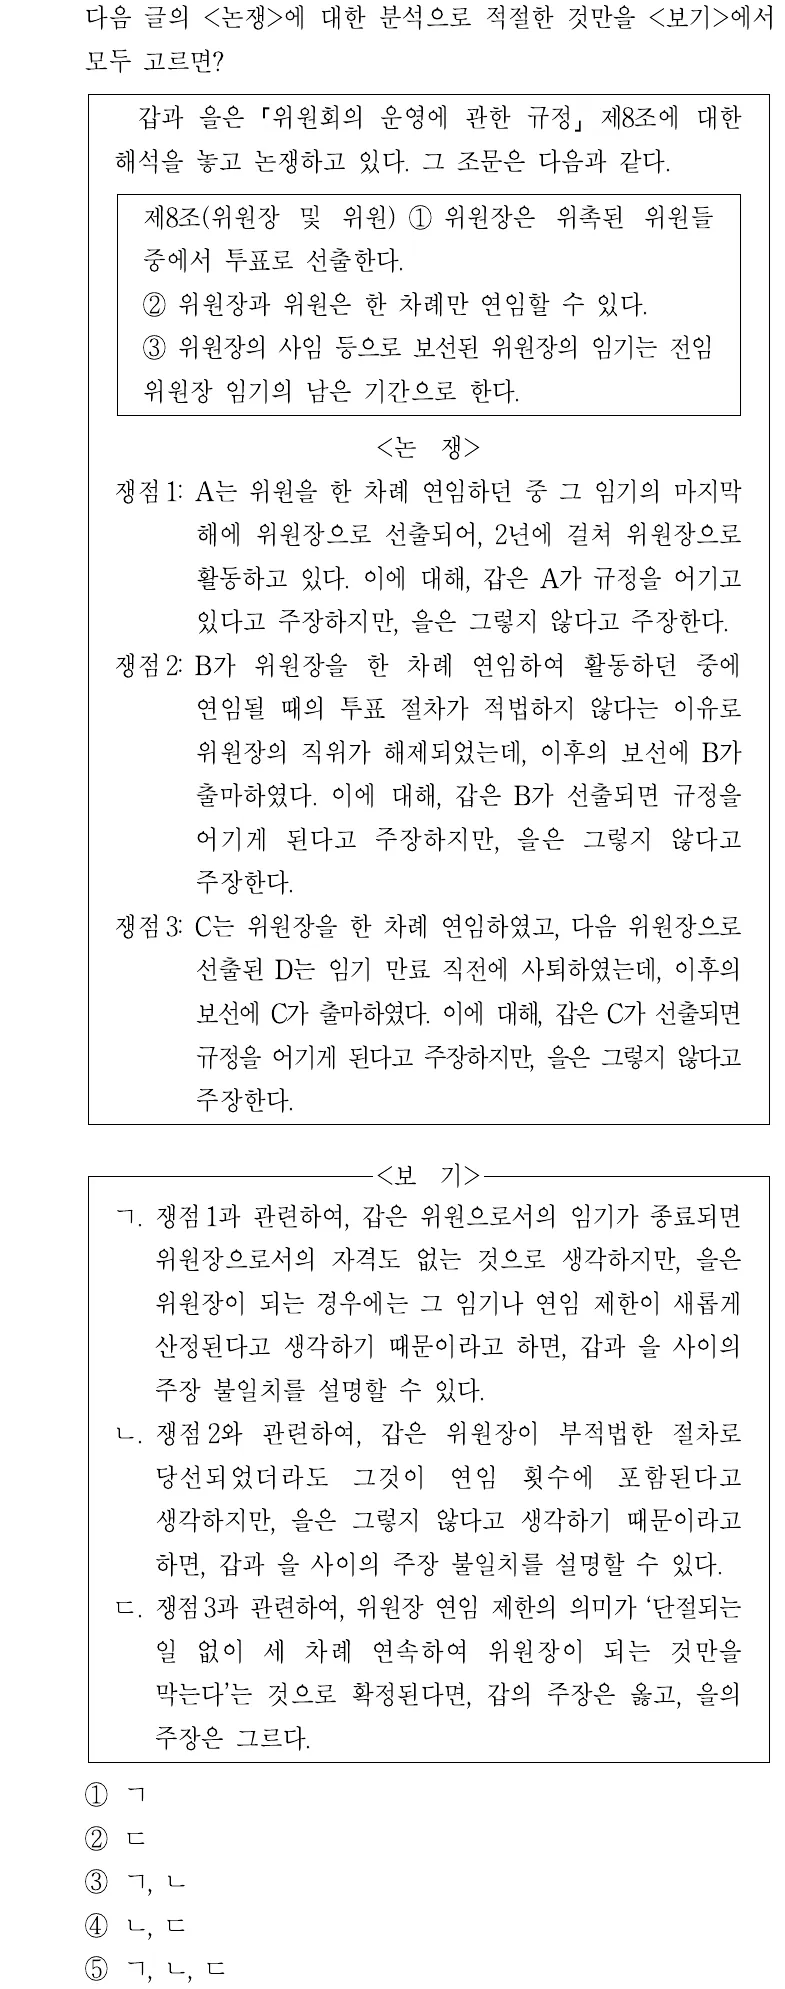 다음 글의 <논쟁>에 대한 분석으로 적절한 것만을 <보기>에서
모두 고르면?
갑과 을은 「위원회의 운영에 관한 규정」 제8조에 대한
해석을 놓고 논쟁하고 있다. 그 조문은 다음과 같다.
제8조(위원장 및 위원) ① 위원장은 위촉된 위원들
중에서 투표로 선출한다.
② 위원장과 위원은 한 차례만 연임할 수 있다.
③ 위원장의 사임 등으로 보선된 위원장의 임기는 전임
위원장 임기의 남은 기간으로 한다.
<논 쟁>
쟁점 1: A는 위원을 한 차례 연임하던 중 그 임기의 마지막
해에 위원장으로 선출되어, 2년에 걸쳐 위원장으로
활동하고 있다. 이에 대해, 갑은 A가 규정을 어기고
있다고 주장하지만, 을은 그렇지 않다고 주장한다.
쟁점 2: B가 위원장을 한 차례 연임하여 활동하던 중에
연임될 때의 투표 절차가 적법하지 않다는 이유로
위원장의 직위가 해제되었는데, 이후의 보선에 B가
출마하였다. 이에 대해, 갑은 B가 선출되면 규정을
어기게 된다고 주장하지만, 을은 그렇지 않다고
주장한다.
쟁점 3: C는 위원장을 한 차례 연임하였고, 다음 위원장으로
선출된 D는 임기 만료 직전에 사퇴하였는데, 이후의
보선에 C가 출마하였다. 이에 대해, 갑은 C가 선출되면
규정을 어기게 된다고 주장하지만, 을은 그렇지 않다고
주장한다.
<보 기>
ㄱ. 쟁점 1과 관련하여, 갑은 위원으로서의 임기가 종료되면
위원장으로서의 자격도 없는 것으로 생각하지만, 을은
위원장이 되는 경우에는 그 임기나 연임 제한이 새롭게
산정된다고 생각하기 때문이라고 하면, 갑과 을 사이의
주장 불일치를 설명할 수 있다.
ㄴ. 쟁점 2와 관련하여, 갑은 위원장이 부적법한 절차로
당선되었더라도 그것이 연임 횟수에 포함된다고
생각하지만, 을은 그렇지 않다고 생각하기 때문이라고
하면, 갑과 을 사이의 주장 불일치를 설명할 수 있다.
ㄷ. 쟁점 3과 관련하여, 위원장 연임 제한의 의미가 ‘단절되는
일 없이 세 차례 연속하여 위원장이 되는 것만을
막는다’는 것으로 확정된다면, 갑의 주장은 옳고, 을의
주장은 그르다.
① ㄱ
② ㄷ
③ ㄱ, ㄴ
④ ㄴ, ㄷ
⑤ ㄱ, ㄴ, ㄷ